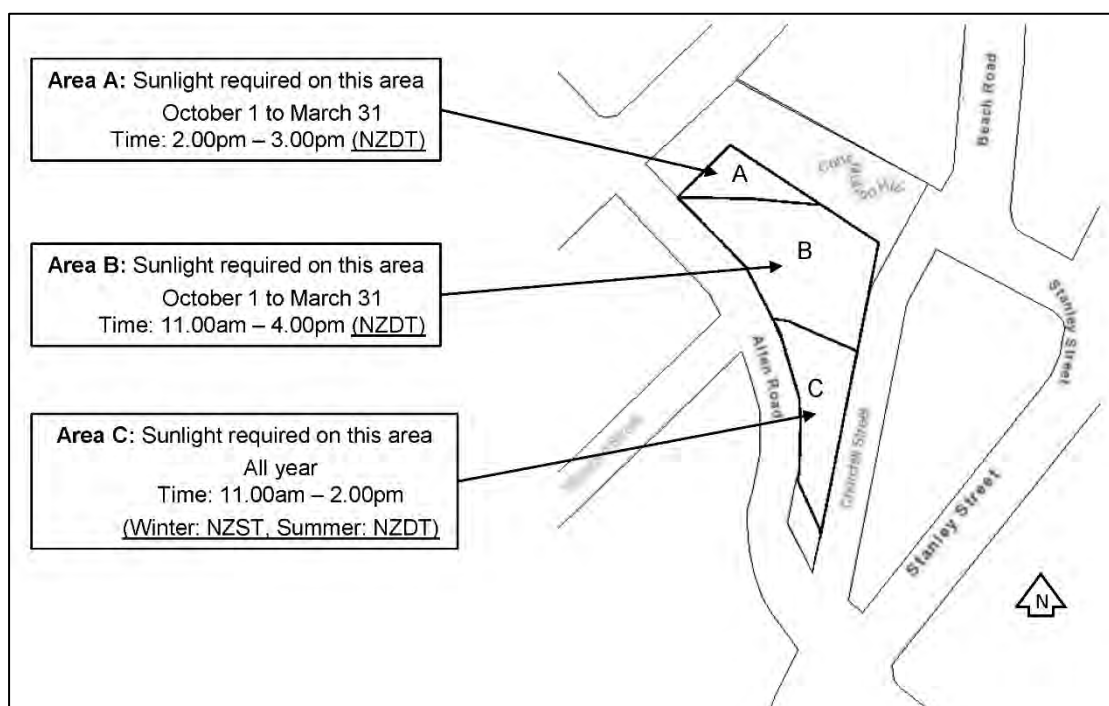 Area A: Sunlight required on this area
October 1 to March 31
Time: 2.00pm – 3.00pm (NZDT)
Area B: Sunlight required on this area
October 1 to March 31
Time: 11.00am – 4.00pm (NZDT)
Area C: Sunlight required on this area
All year
Time: 11.00am – 2.00pm
(Winter: NZST, Summer: NZDT)
A
B
C
Beach Road
Stanley Street
Alten Road
Churchill Street
Stanley Street
N